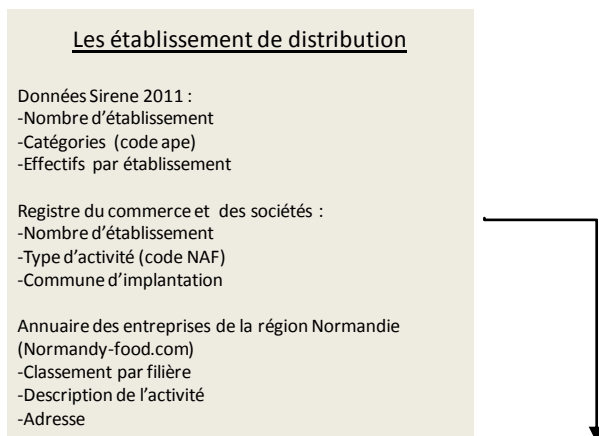 Les établissement de distribution
Données Sirene 2011 :
-Nombre d'établissement
-Catégories (code ape)
-Effectifs par établissement
Registre du commerce et des sociétés :
-Nombre d'établissement
-Type d'activité (code NAF)
-Commune d'implantation
Annuaire des entreprises de la région Normandie
(Normandy-food.com)
-Classement par filière
-Description de l'activité
-Adresse